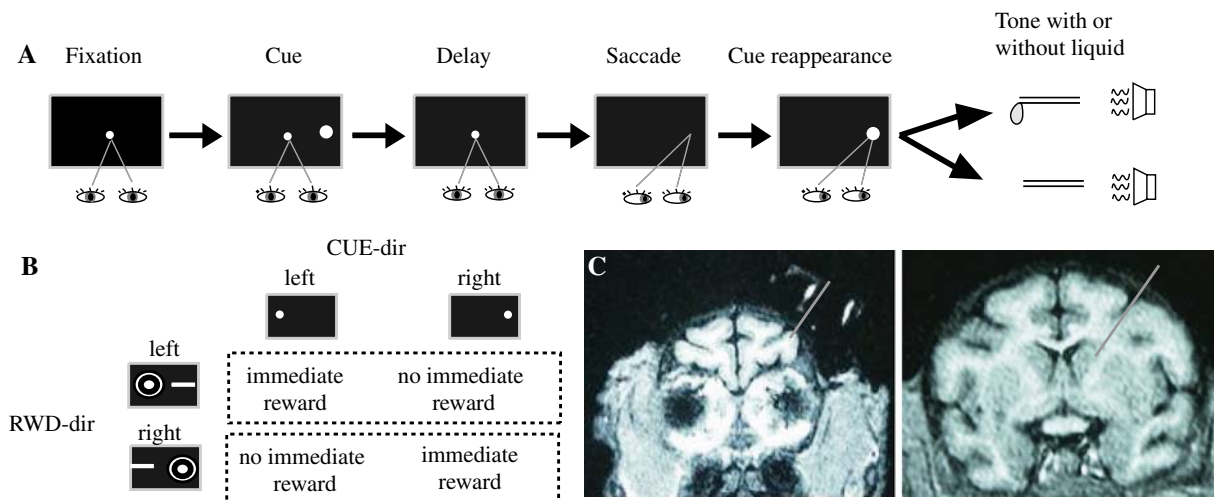 Tone with or
without liquid
A
Fixation
Cue
Delay
Saccade
Cue reappearance
B
CUE-dir
left
right
RWD-dir
left
immediate
reward
no immediate
reward
right
no immediate
reward
immediate
reward
C